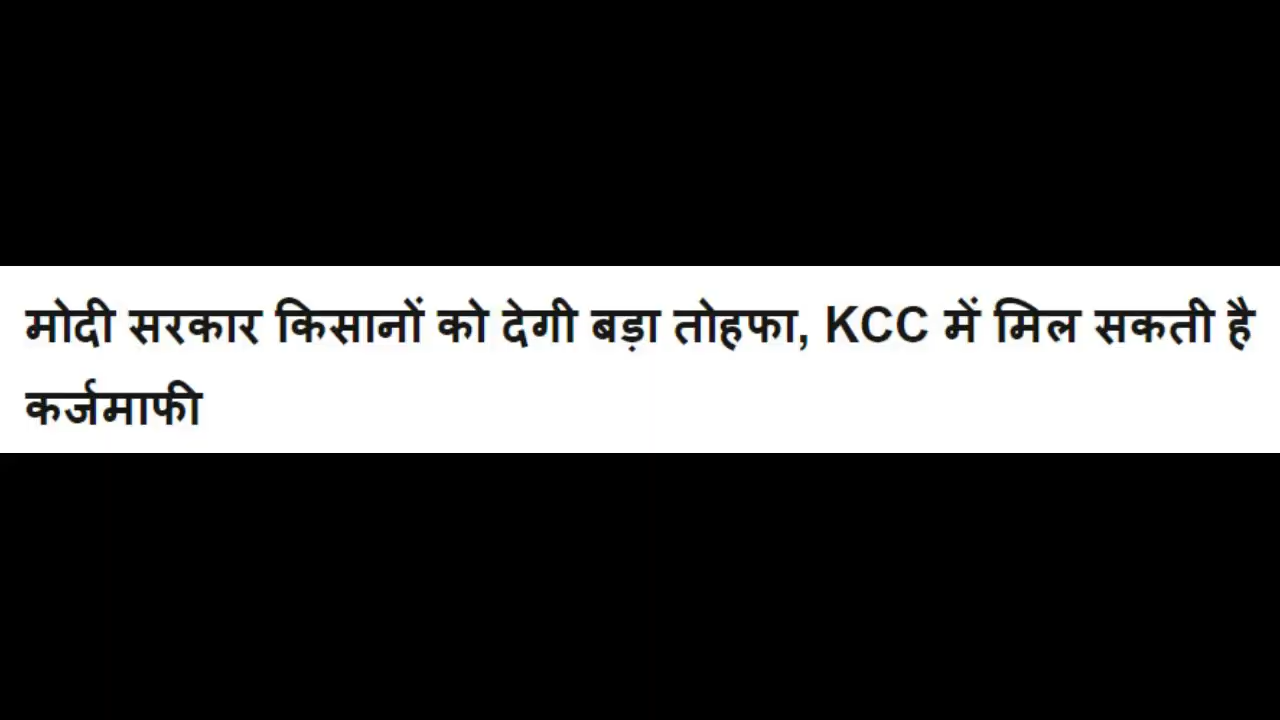 मोदी सरकार किसानों को देगी बड़ा तोहफा, KCC में मिल सकती है
कर्जमाफी